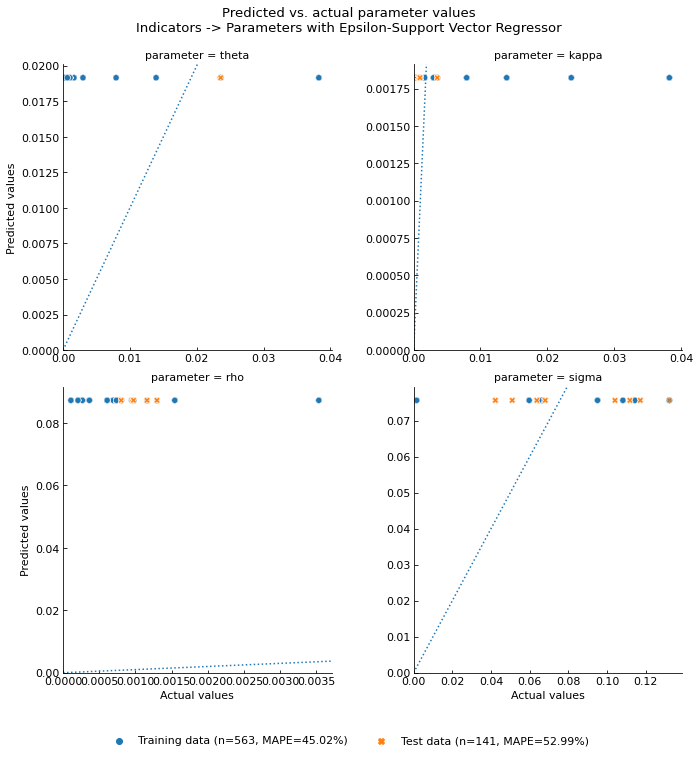 Predicted vs. actual parameter values
Indicators -> Parameters with Epsilon-Support Vector Regressor
parameter = theta
0.0200
0.0175
0.0150
0.0125
0.0100
0.0075
0.0050
0.0025
0.0000
Predicted values
0.00 0.01 0.02 0.03 0.04
parameter = kappa
0.00175
0.00150
0.00125
0.00100
0.00075
0.00050
0.00025
0.00000
0.00 0.01 0.02 0.03 0.04
parameter = rho
0.08
0.06
0.04
0.02
0.00
Predicted values
0.0000 0.0005 0.0010 0.0015 0.0020 0.0025 0.0030 0.0035
Actual values
parameter = sigma
0.07
0.06
0.05
0.04
0.03
0.02
0.01
0.00
0.00 0.02 0.04 0.06 0.08 0.10 0.12
Actual values
Training data (n=563, MAPE=45.02%) Test data (n=141, MAPE=52.99%)